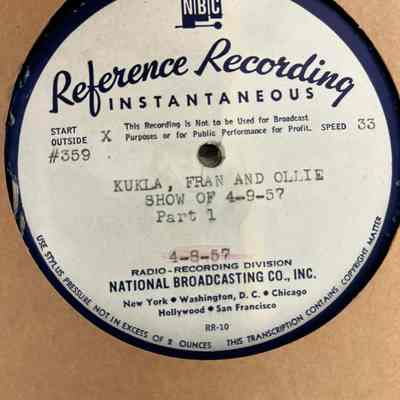 NBC
Reference Recording
INSTANTANEOUS
START OUTSIDE X
This Recording is Not to be Used for Broadcast
Purposes or for Public Performance for Profit.
SPEED 33
#359
KUKLA, FRAN AND OLLIE
SHOW OF 4-9-57
Part 1
4-8-57
RADIO-RECORDING DIVISION
NATIONAL BROADCASTING CO., INC.
New York • Washington, D. C. • Chicago
Hollywood • San Francisco
RR-10
USE STYLUS PRESSURE NOT IN EXCESS OF 2 OUNCES * THIS TRANSCRIPTION CONTAINS COPYRIGHT MATTER